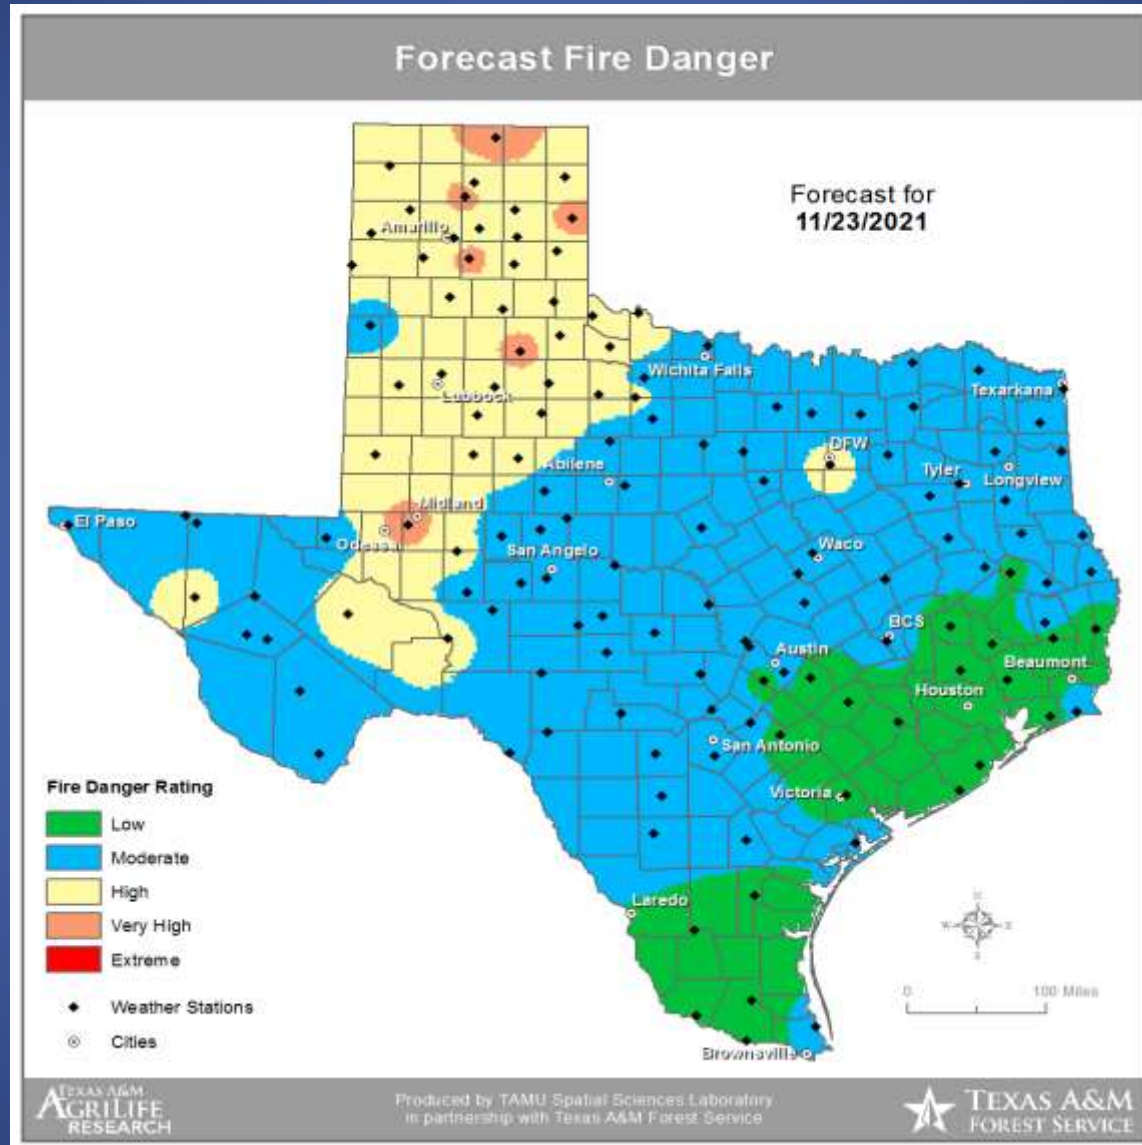 Forecast Fire Danger
Forecast for
11/23/2021
Amarillo
Lubbock
Wichita Falls
Texarkana
DFW
Abilene
Tyler
Longview
Midland
El Paso
Odessa
San Angelo
Waco
BCS
Austin
Beaumont
Houston
San Antonio
Victoria
Laredo
Brownsville
Fire Danger Rating
Low
Moderate
High
Very High
Extreme
Weather Stations
Cities
N
W E
S
0 100 Miles
TEXAS A&M
AGRILIFE
RESEARCH
Produced by TAMU Spatial Sciences Laboratory
in partnership with Texas A&M Forest Service
TEXAS A&M
FOREST SERVICE